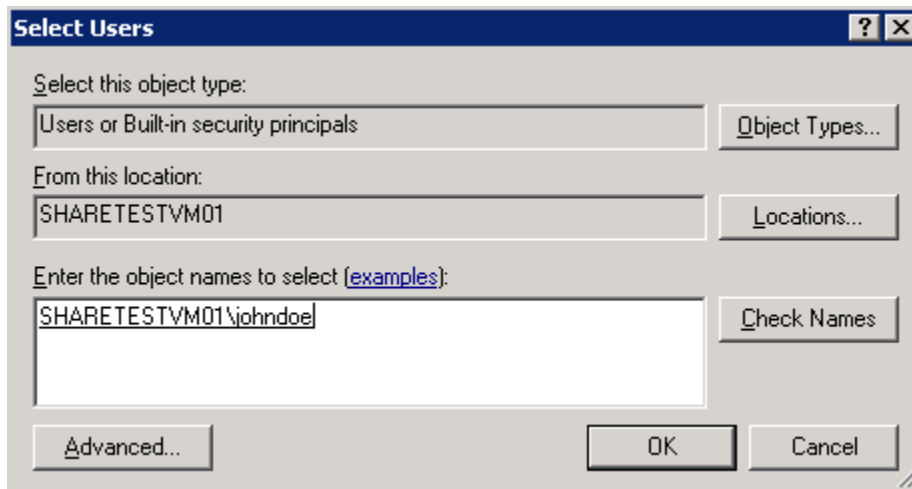 Select Users
Select this object type:
Users or Built-in security principals
Object Types...
From this location:
SHARETESTVM01
Locations...
Enter the object names to select (examples):
SHARETESTVM01\johndoe
Check Names
Advanced...
OK
Cancel